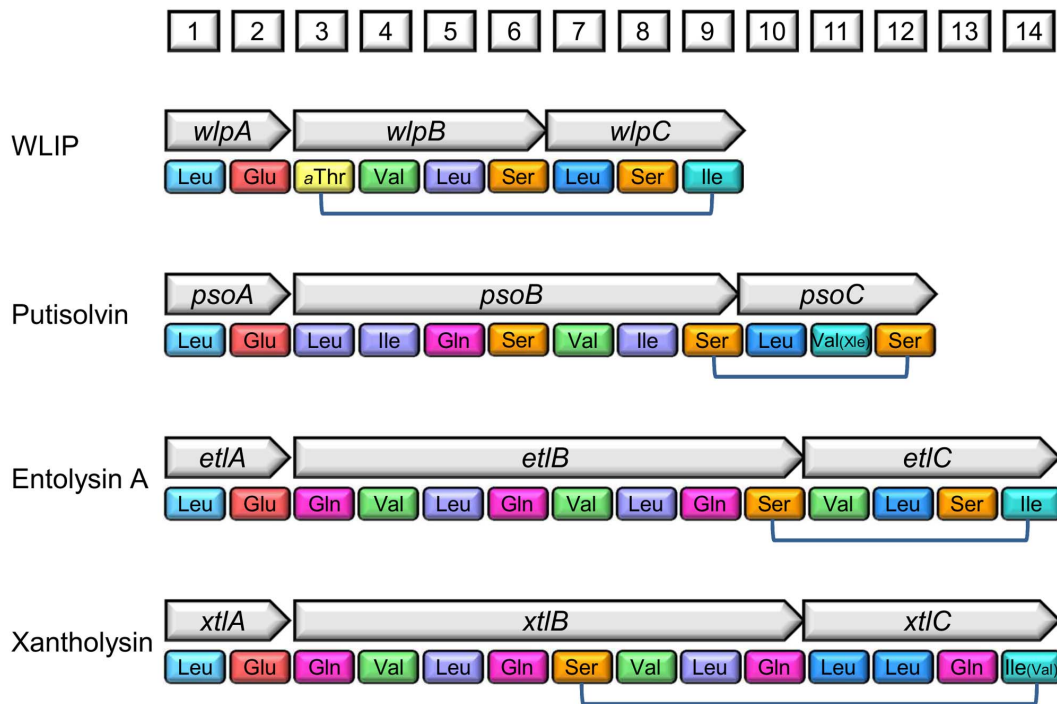 1 2 3 4 5 6 7 8 9 10 11 12 13 14
WLIP
wlpA wlpB wlpC
Leu Glu aThr Val Leu Ser Leu Ser Ile
Putisolvin
psoA psoB psoC
Leu Glu Leu Ile Gln Ser Val Ile Ser Leu Val(Xle) Ser
Entolysin A
etlA etlB etlC
Leu Glu Gln Val Leu Gln Val Leu Gln Ser Val Leu Ser Ile
Xantholysin
xtlA xtlB xtlC
Leu Glu Gln Val Leu Gln Ser Val Leu Gln Leu Leu Gln Ile(Val)